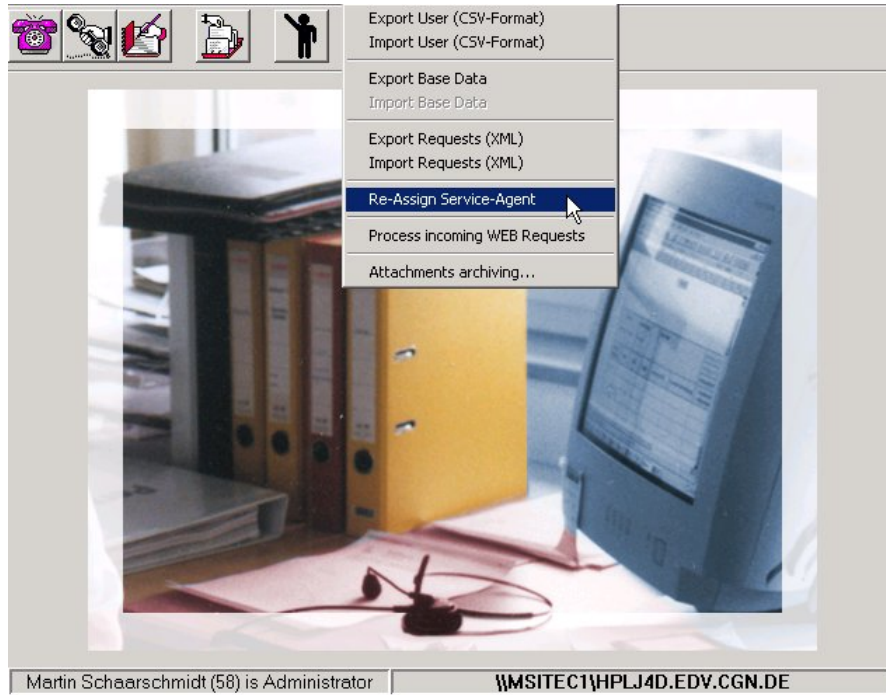 Export User (CSV-Format)
Import User (CSV-Format)
Export Base Data
Import Base Data
Export Requests (XML)
Import Requests (XML)
Re-Assign Service-Agent
Process incoming WEB Requests
Attachments archiving...
Martin Schaarschmidt (58) is Administrator
\\MSITEC1\HPLJ4D.EDV.CGN.DE